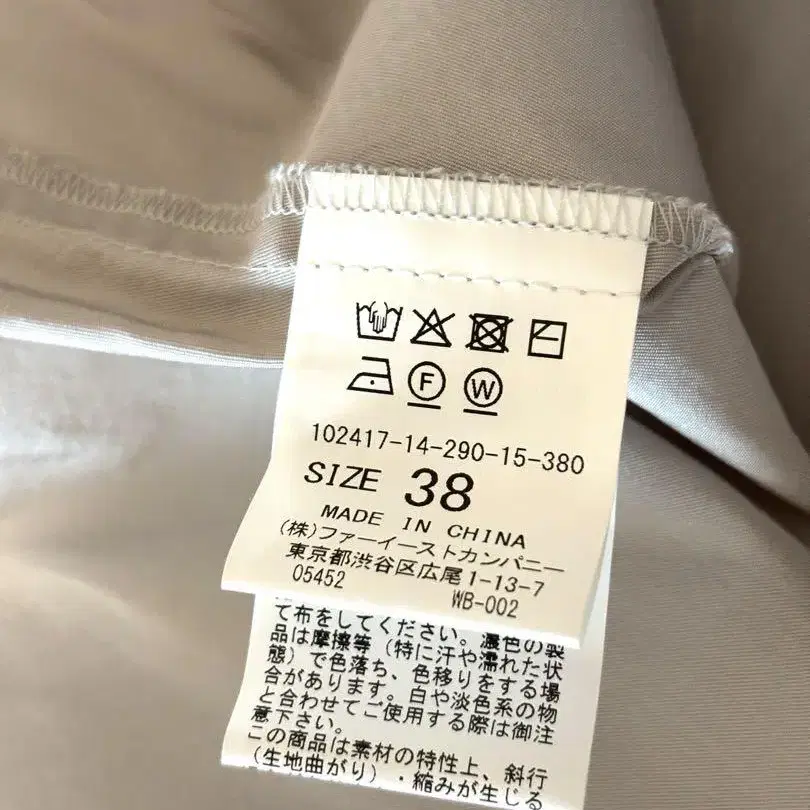 F W
102417-14-290-15-380
SIZE 38
MADE IN CHINA
(株)ファーイーストカンパニー
東京都渋谷区広尾1-13-7
05452 WB-002
て布をしてください。濃色の製
品は摩擦等(特に汗や濡れた状
態)で色落ち、色移りをする場
合があります。白や淡色系の物
と合わせてご使用する際は御注
意下さい。
この商品は素材の特性上、斜行
(生地曲がり)・縮みが生じる